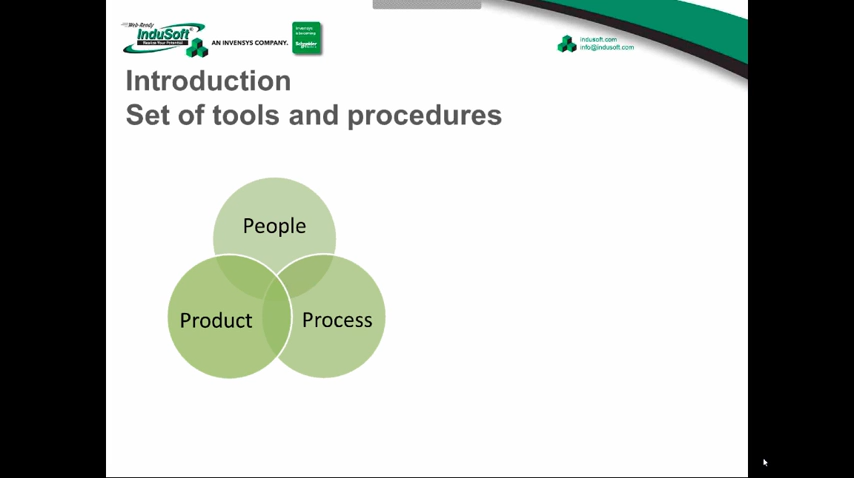 Web-Ready
InduSoft
AN INVENSYS COMPANY.
Schneider
indusoft.com
info@indusoft.com
Introduction
Set of tools and procedures
People
Product
Process